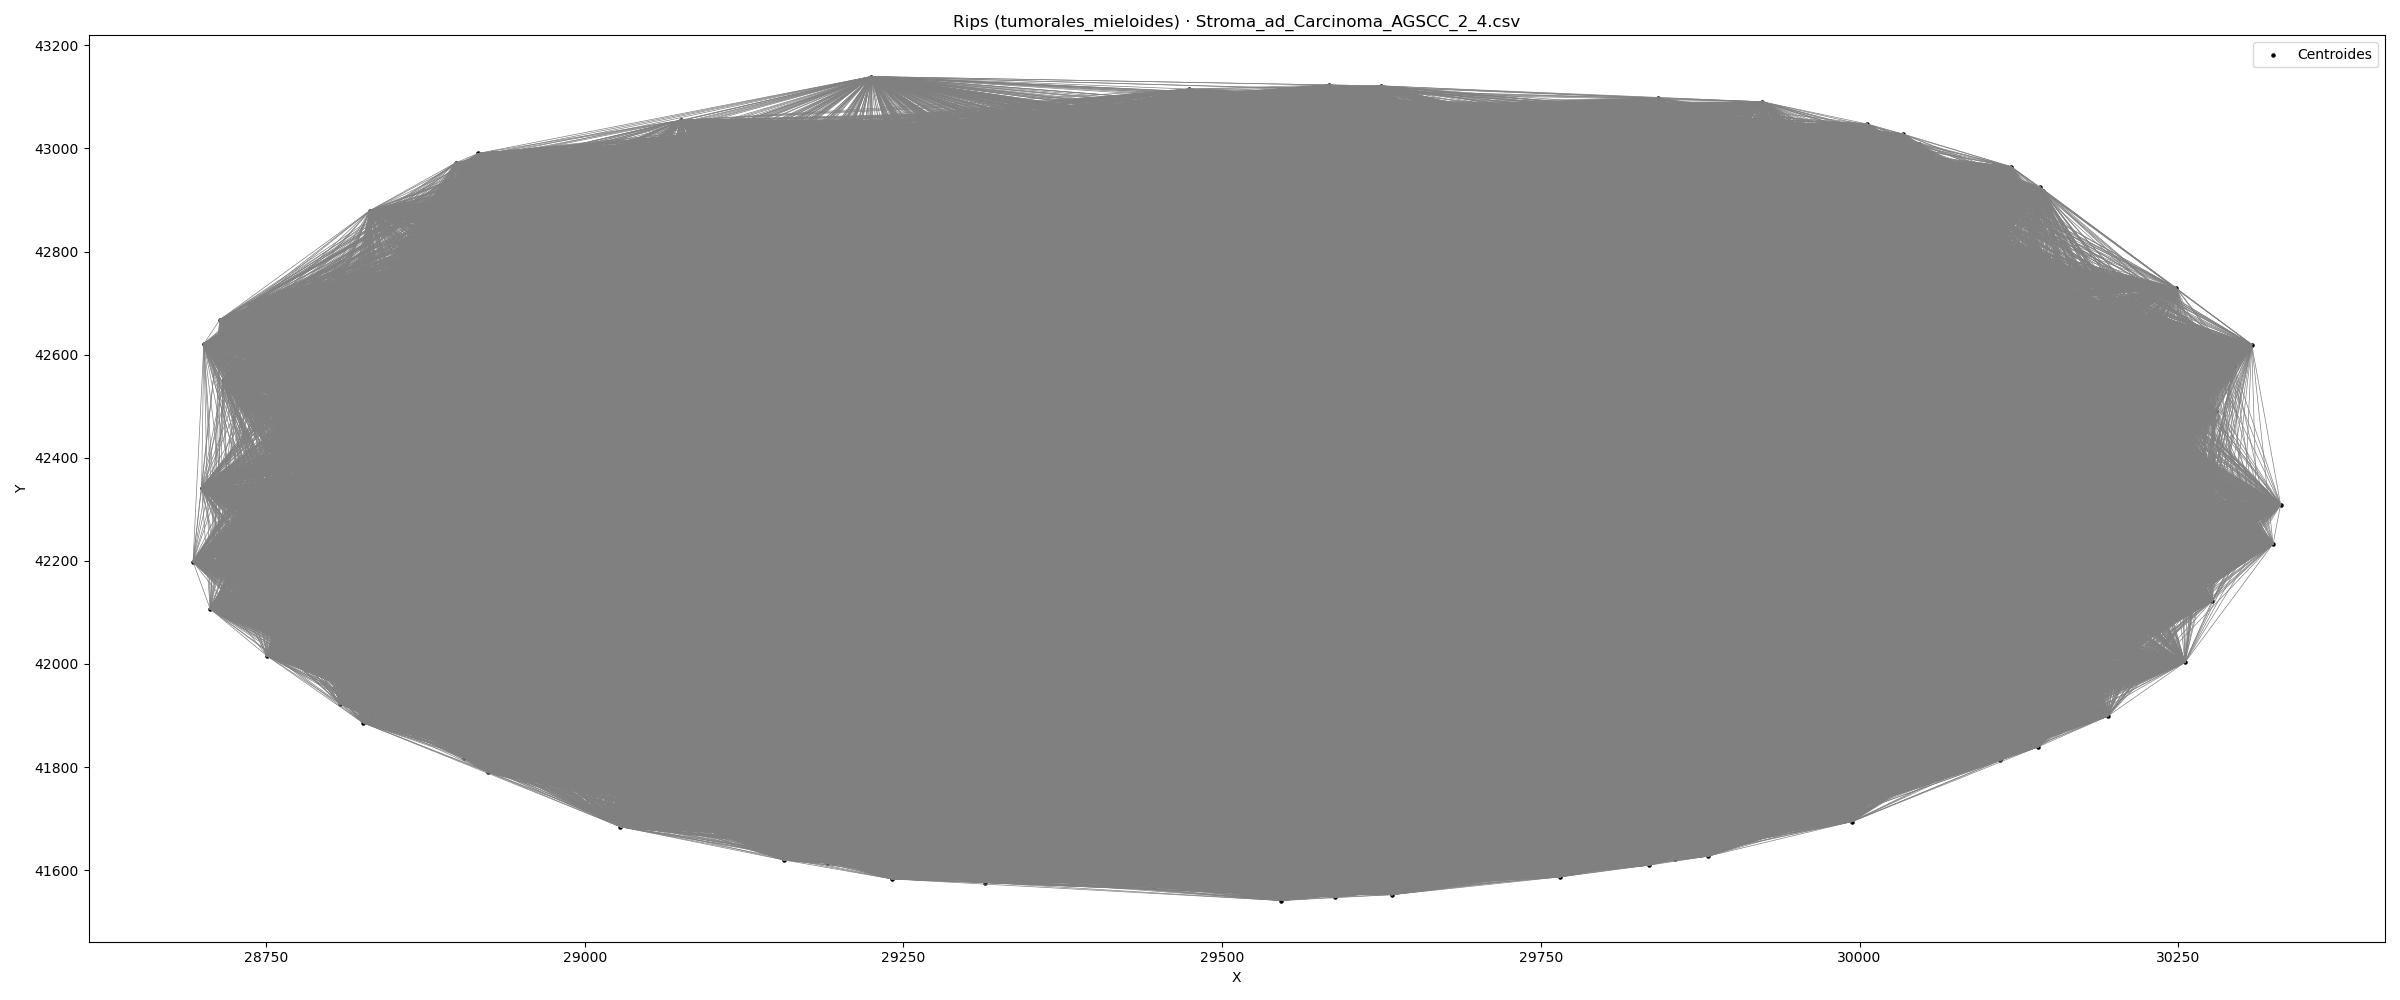 Rips (tumorales_mieloides) · Stroma_ad_Carcinoma_AGSCC_2_4.csv
Centroides
43200
43000
42800
42600
42400
42200
42000
41800
41600
Y
28750 29000 29250 29500 29750 30000 30250
X